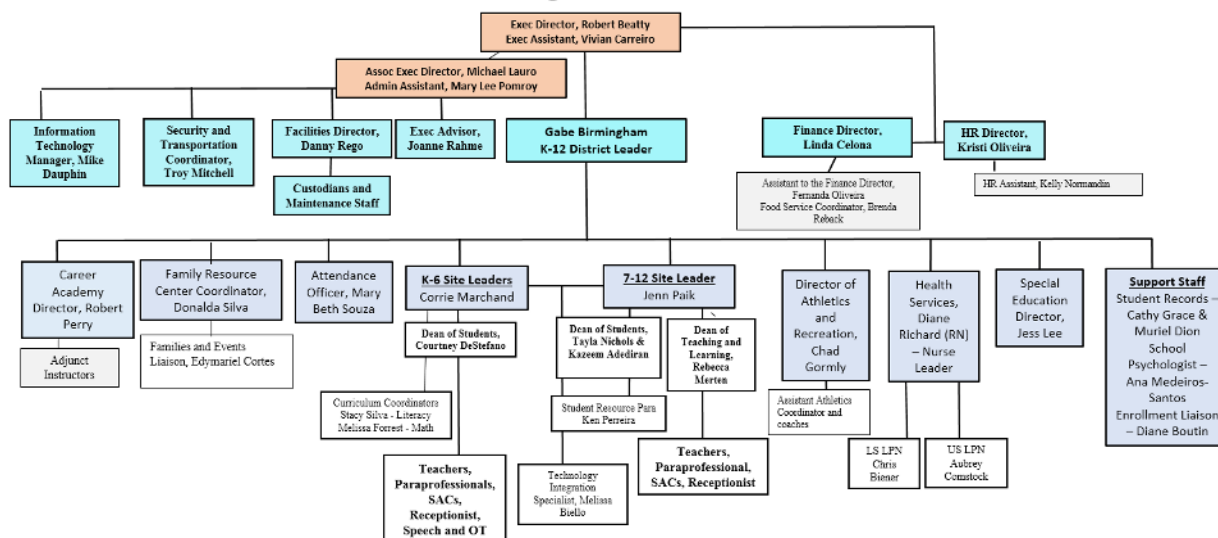 Exec Director, Robert Beatty
Exec Assistant, Vivian Carreiro
Assoc Exec Director, Michael Lauro
Admin Assistant, Mary Lee Pomroy
Information
Technology
Manager, Mike
Dauphin
Security and
Transportation
Coordinator,
Troy Mitchell
Facilities Director,
Danny Rego
Exec Advisor,
Joanne Rahme
Gabe Birmingham
K-12 District Leader
Finance Director,
Linda Celona
HR Director,
Kristi Oliveira
Custodians and
Maintenance Staff
Assistant to the Finance Director,
Fernanda Oliveira
Food Service Coordinator, Brenda
Reback
HR Assistant, Kelly Normandin
Career
Academy
Director, Robert
Perry
Adjunct
Instructors
Family Resource
Center Coordinator,
Donalda Silva
Families and Events
Liaison, Edymariel Cortes
Attendance
Officer, Mary
Beth Souza
K-6 Site Leaders
Corrie Marchand
Dean of Students,
Courtney DeStefano
Curriculum Coordinators
Stacy Silva - Literacy
Melissa Forrest - Math
Teachers,
Paraprofessionals,
SACs,
Receptionist,
Speech and OT
7-12 Site Leader
Jenn Paik
Dean of Students,
Tayla Nichols &
Kazeem Adediran
Student Resource Para
Ken Perreira
Technology
Integration
Specialist, Melissa
Biello
Dean of
Teaching and
Learning,
Rebecca
Merten
Teachers,
Paraprofessional,
SACs, Receptionist
Director of
Athletics
and
Recreation,
Chad
Gormly
Assistant Athletics
Coordinator and
coaches
Health
Services,
Diane
Richard (RN)
– Nurse
Leader
LS LPN
Chris
Biener
US LPN
Aubrey
Comstock
Special
Education
Director,
Jess Lee
Support Staff
Student Records –
Cathy Grace &
Muriel Dion
School
Psychologist –
Ana Medeiros-
Santos
Enrollment Liaison
– Diane Boutin